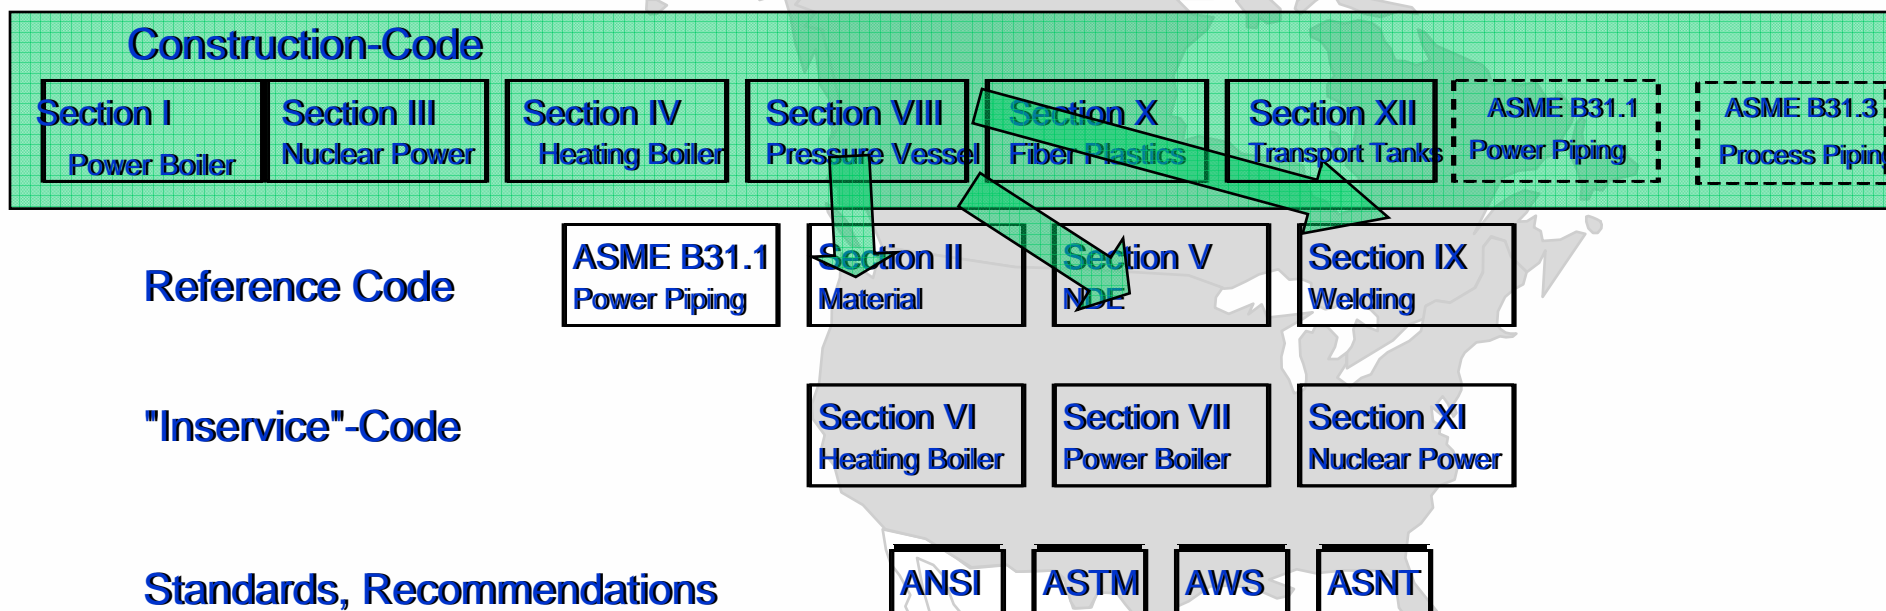 Construction-Code
Section I
Power Boiler
Section III
Nuclear Power
Section IV
Heating Boiler
Section VIII
Pressure Vessel
Section X
Fiber Plastics
Section XII
Transport Tanks
ASME B31.1
Power Piping
ASME B31.3
Process Piping
Reference Code
ASME B31.1
Power Piping
Section II
Material
Section V
NDE
Section IX
Welding
"Inservice"-Code
Section VI
Heating Boiler
Section VII
Power Boiler
Section XI
Nuclear Power
Standards, Recommendations
ANSI
ASTM
AWS
ASNT